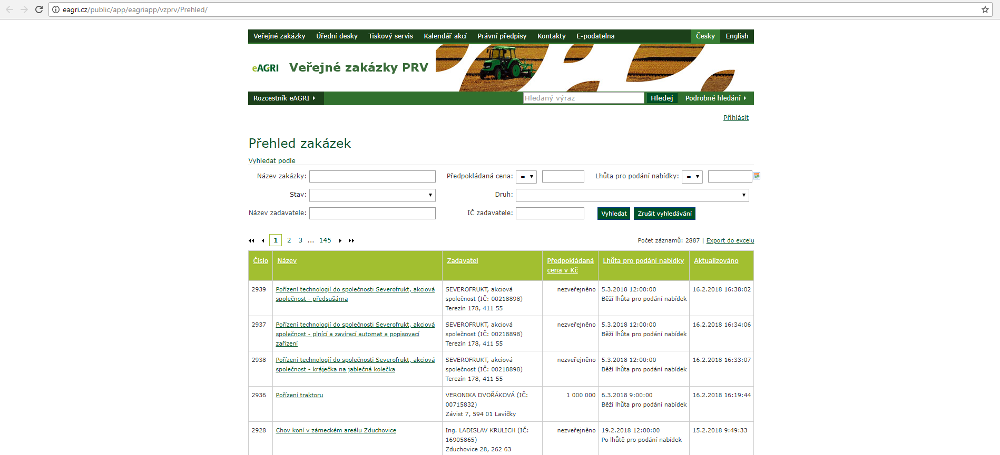 eagri.cz/public/app/eagriapp/vzprv/Prehled/
Veřejné zakázky Úřední desky Tiskový servis Kalendář akcí Právní předpisy Kontakty E-podatelna Česky English
eAGRI Veřejné zakázky PRV
Rozcestník eAGRI Hledaný výraz Hledej Podrobné hledání
Přihlásit
Přehled zakázek
Vyhledat podle
Název zakázky: Předpokládaná cena: = Lhůta pro podání nabídky: =
Stav: Druh:
Název zadavatele: IČ zadavatele: Vyhledat Zrušit vyhledávání
1 2 3 ... 145 Počet záznamů: 2887 | Export do excelu
Číslo Název Zadavatel Předpokládaná Lhůta pro podání nabídky Aktualizováno
cena v Kč
2939 Pořízení technologií do společnosti Severofrukt, akciová SEVEROFRUKT, akciová nezveřejněno 5.3.2018 12:00:00 16.2.2018 16:38:02
společnost - předsušárna společnost (IČ: 00218898) Běží lhůta pro podání nabídek
Terezín 178, 411 55
2937 Pořízení technologií do společnosti Severofrukt, akciová SEVEROFRUKT, akciová nezveřejněno 5.3.2018 12:00:00 16.2.2018 16:34:06
společnost - plnící a zavírací automat a popisovací společnost (IČ: 00218898) Běží lhůta pro podání nabídek
zařízení Terezín 178, 411 55
2938 Pořízení technologií do společnosti Severofrukt, akciová SEVEROFRUKT, akciová nezveřejněno 5.3.2018 12:00:00 16.2.2018 16:33:07
společnost - kráječka na jablečná kolečka společnost (IČ: 00218898) Běží lhůta pro podání nabídek
Terezín 178, 411 55
2936 Pořízení traktoru VERONIKA DVOŘÁKOVÁ (IČ: 1 000 000 6.3.2018 9:00:00 16.2.2018 16:19:44
00715832) Běží lhůta pro podání nabídek
Závist 7, 594 01 Lavičky
2928 Chov koní v zámeckém areálu Zduchovice Ing. LADISLAV KRULICH (IČ: nezveřejněno 19.2.2018 12:00:00 15.2.2018 9:49:33
16905865) Po lhůtě pro podání nabídek
Zduchovice 28, 262 63